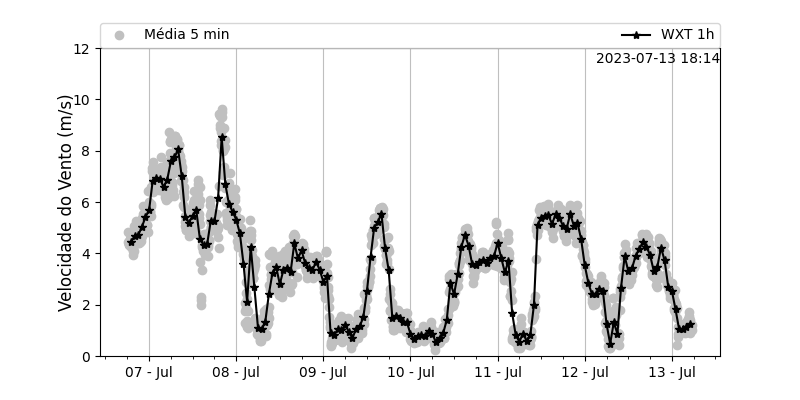 Média 5 min
WXT 1h
2023-07-13 18:14
Velocidade do Vento (m/s)
12
10
8
6
4
2
0
07 - Jul
08 - Jul
09 - Jul
10 - Jul
11 - Jul
12 - Jul
13 - Jul